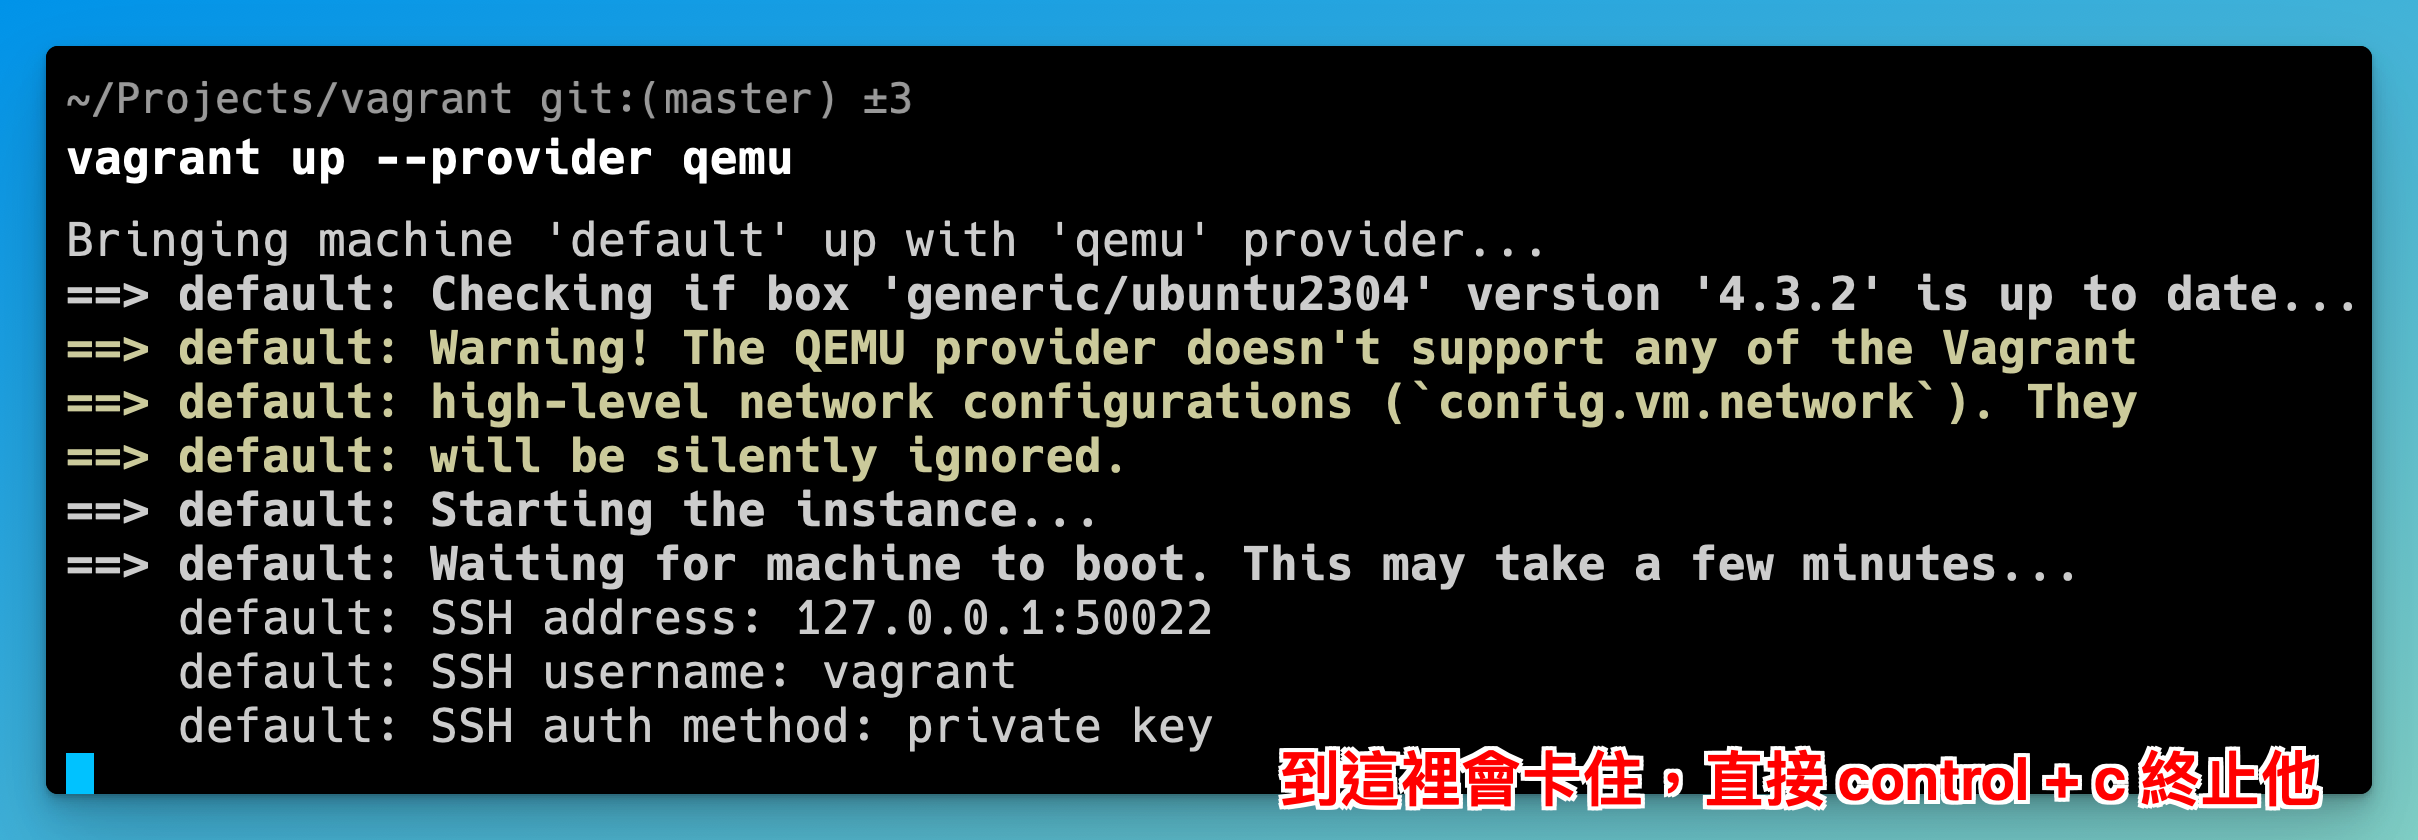 ~/Projects/vagrant git:(master) ±3
vagrant up --provider qemu
Bringing machine 'default' up with 'qemu' provider...
==> default: Checking if box 'generic/ubuntu2304' version '4.3.2' is up to date...
==> default: Warning! The QEMU provider doesn't support any of the Vagrant
==> default: high-level network configurations (`config.vm.network`). They
==> default: will be silently ignored.
==> default: Starting the instance...
==> default: Waiting for machine to boot. This may take a few minutes...
    default: SSH address: 127.0.0.1:50022
    default: SSH username: vagrant
    default: SSH auth method: private key
到這裡會卡住，直接 control + c 終止他